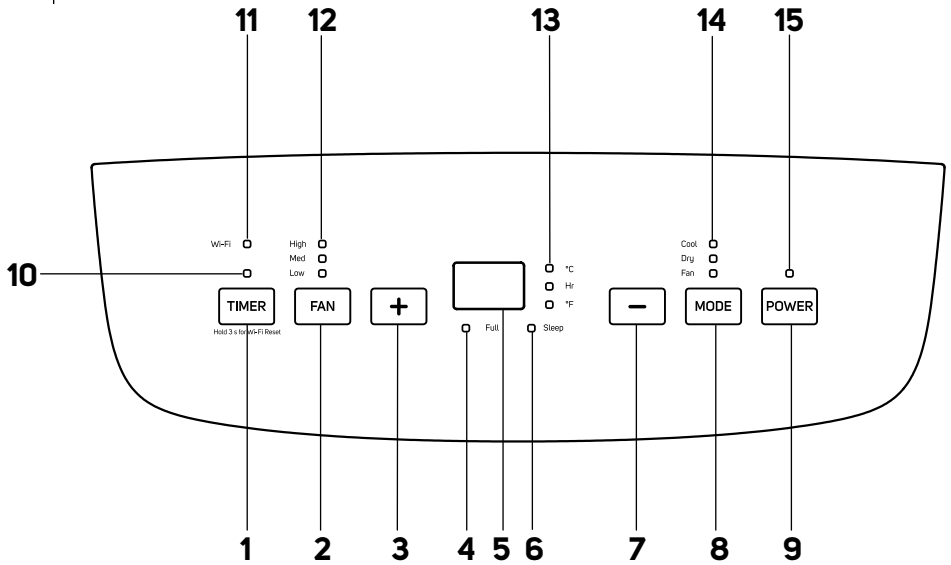 11 12 13 14 15
Wi-Fi High Cool
Med °C Dry
10 Low Hr Fan
TIMER FAN + °F − MODE POWER
Hold 3 s for Wi-Fi Reset Full Sleep
1 2 3 4 5 6 7 8 9